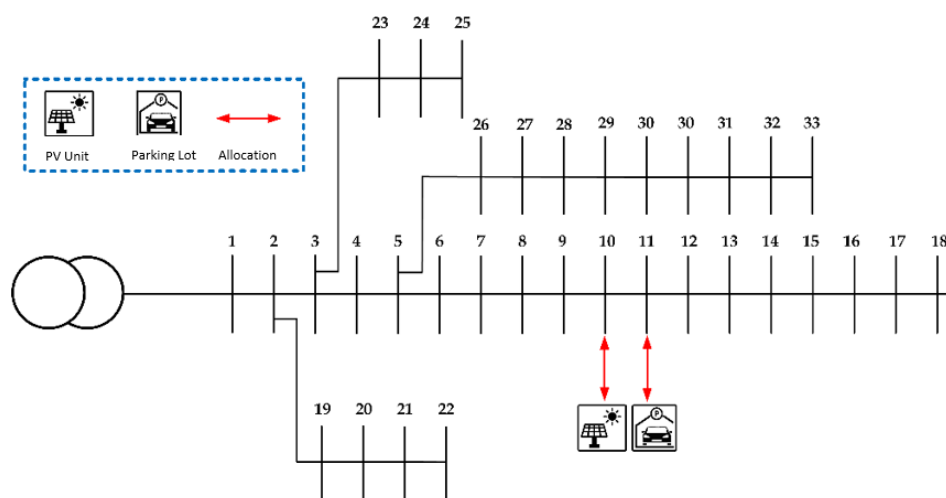 23 24 25
PV Unit Parking Lot Allocation
26 27 28 29 30 30 31 32 33
1 2 3 4 5 6 7 8 9 10 11 12 13 14 15 16 17 18
19 20 21 22
P
P